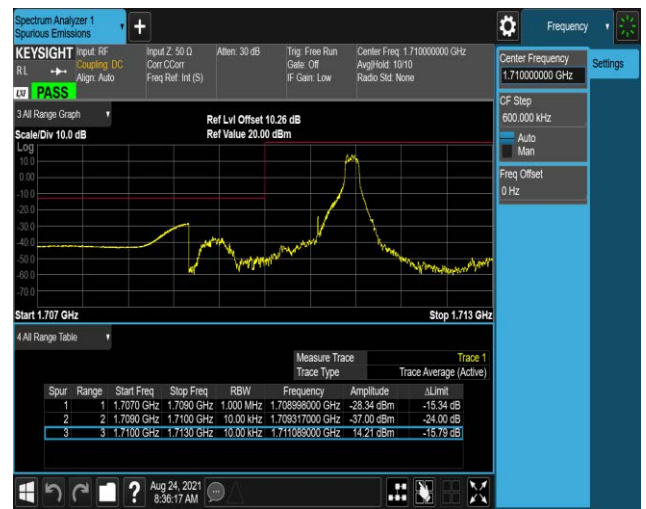 Spectrum Analyzer 1
Spurious Emissions
Frequency
KEYSIGHT Input: RF Input Z: 50 Ω Atten: 30 dB Trig: Free Run Center Freq: 1.710000000 GHz
RL Coupling: DC Corr CCorr Gate: Off Avg|Hold: 10/10
Align: Auto Freq Ref: Int (S) IF Gain: Low Radio Std: None
LXI PASS
Center Frequency
1.710000000 GHz
Settings
CF Step
600.000 kHz
Auto
Man
Freq Offset
0 Hz
3 All Range Graph
Ref Lvl Offset 10.26 dB
Scale/Div 10.0 dB Ref Value 20.00 dBm
Log
10.0
0.00
-10.0
-20.0
-30.0
-40.0
-50.0
-60.0
-70.0
Start 1.707 GHz Stop 1.713 GHz
4 All Range Table
Measure Trace Trace 1
Trace Type Trace Average (Active)
Spur Range Start Freq Stop Freq RBW Frequency Amplitude ΔLimit
1 1 1.7070 GHz 1.7090 GHz 1.000 MHz 1.708998000 GHz -28.34 dBm -15.34 dB
2 2 1.7090 GHz 1.7100 GHz 10.00 kHz 1.709317000 GHz -37.00 dBm -24.00 dB
3 3 1.7100 GHz 1.7130 GHz 10.00 kHz 1.711089000 GHz 14.21 dBm -15.79 dB
? Aug 24, 2021
8:36:17 AM